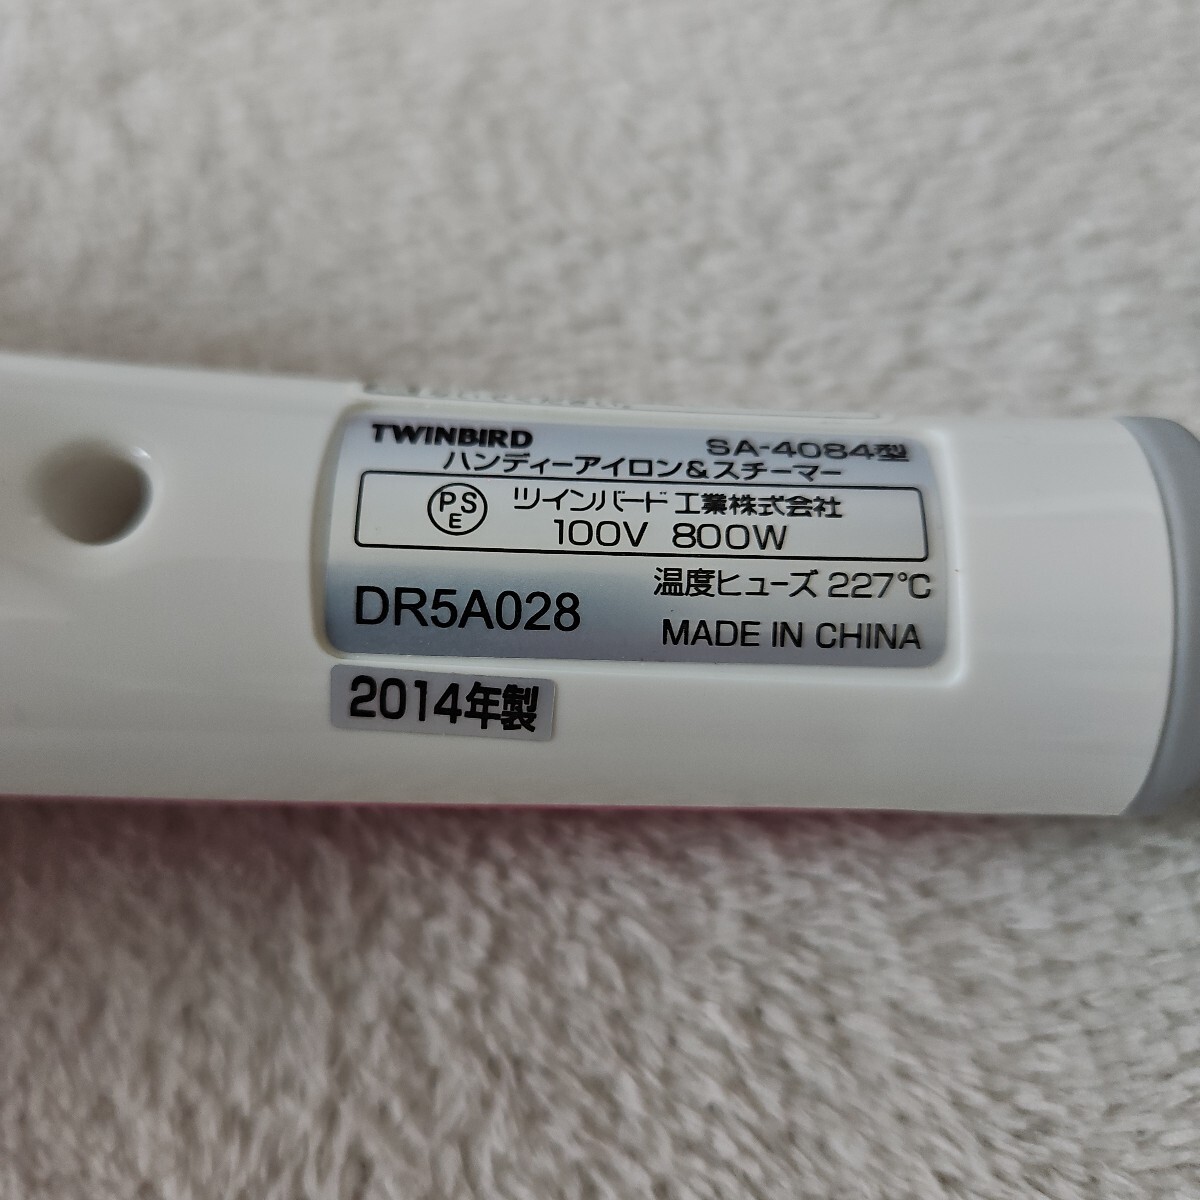 TWINBIRD SA-4084型
ハンディーアイロン&スチーマー
PSE ツインバード工業株式会社
100V 800W
温度ヒューズ 227℃
DR5A028
MADE IN CHINA
2014年製